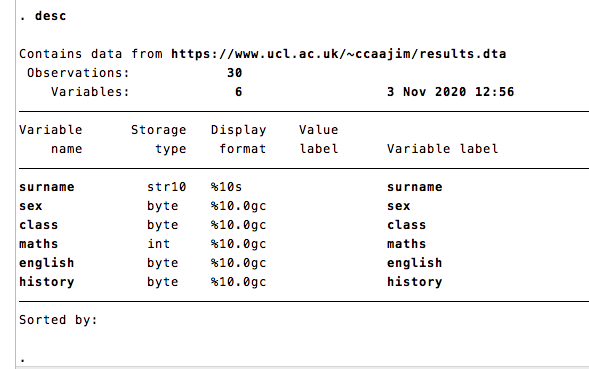 . desc
Contains data from https://www.ucl.ac.uk/~ccaajim/results.dta
Observations: 30
Variables: 6 3 Nov 2020 12:56
Variable Storage Display Value
name type format label Variable label
surname str10 %10s surname
sex byte %10.0gc sex
class byte %10.0gc class
maths int %10.0gc maths
english byte %10.0gc english
history byte %10.0gc history
Sorted by:
.